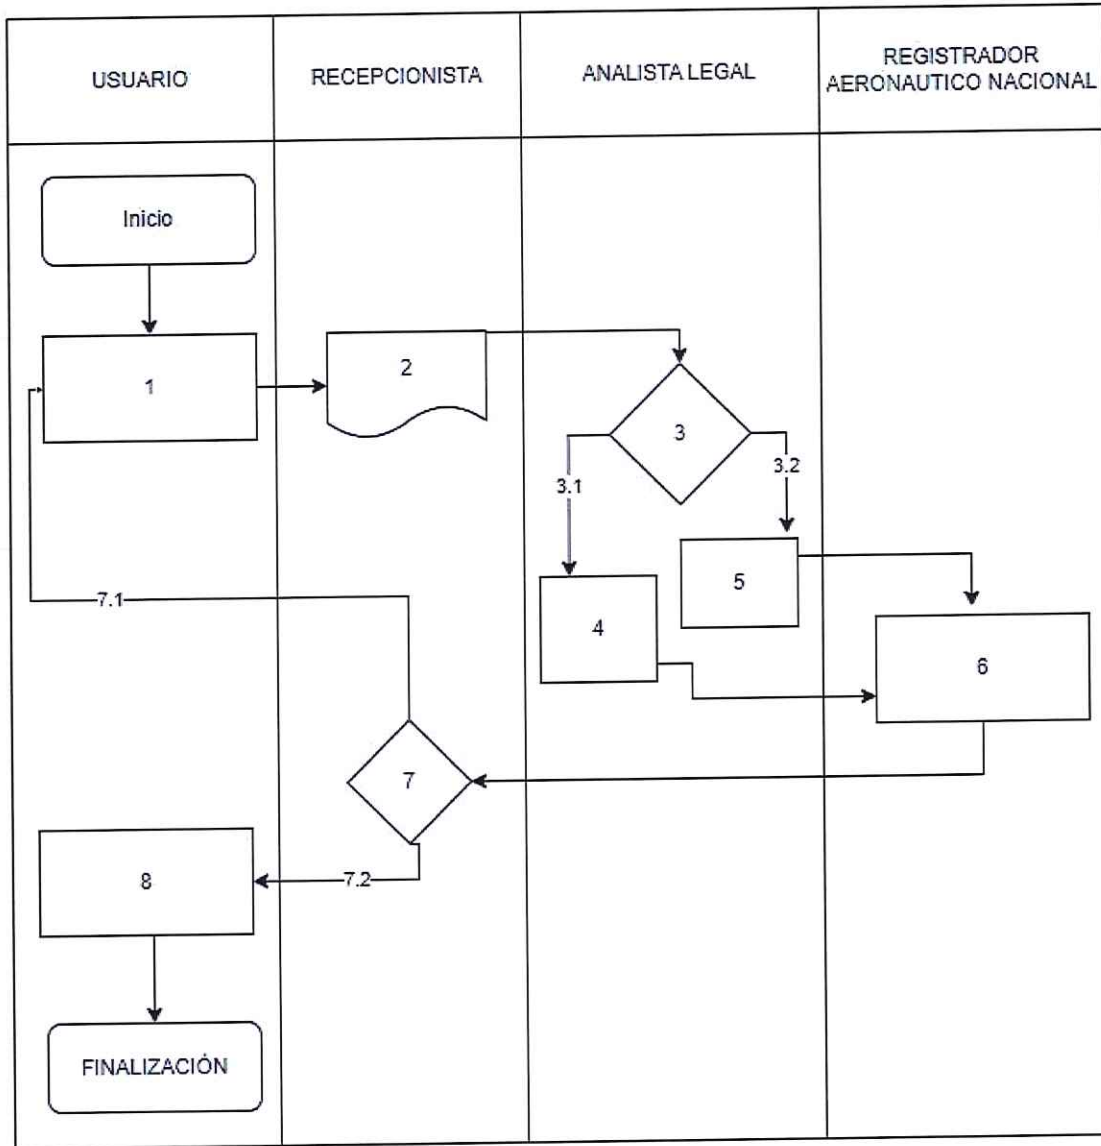 USUARIO
RECEPCIONISTA
ANALISTA LEGAL
REGISTRADOR
AERONAUTICO NACIONAL
Inicio
1
2
3
3.1
3.2
5
4
6
7.1
7
8
7.2
FINALIZACIÓN